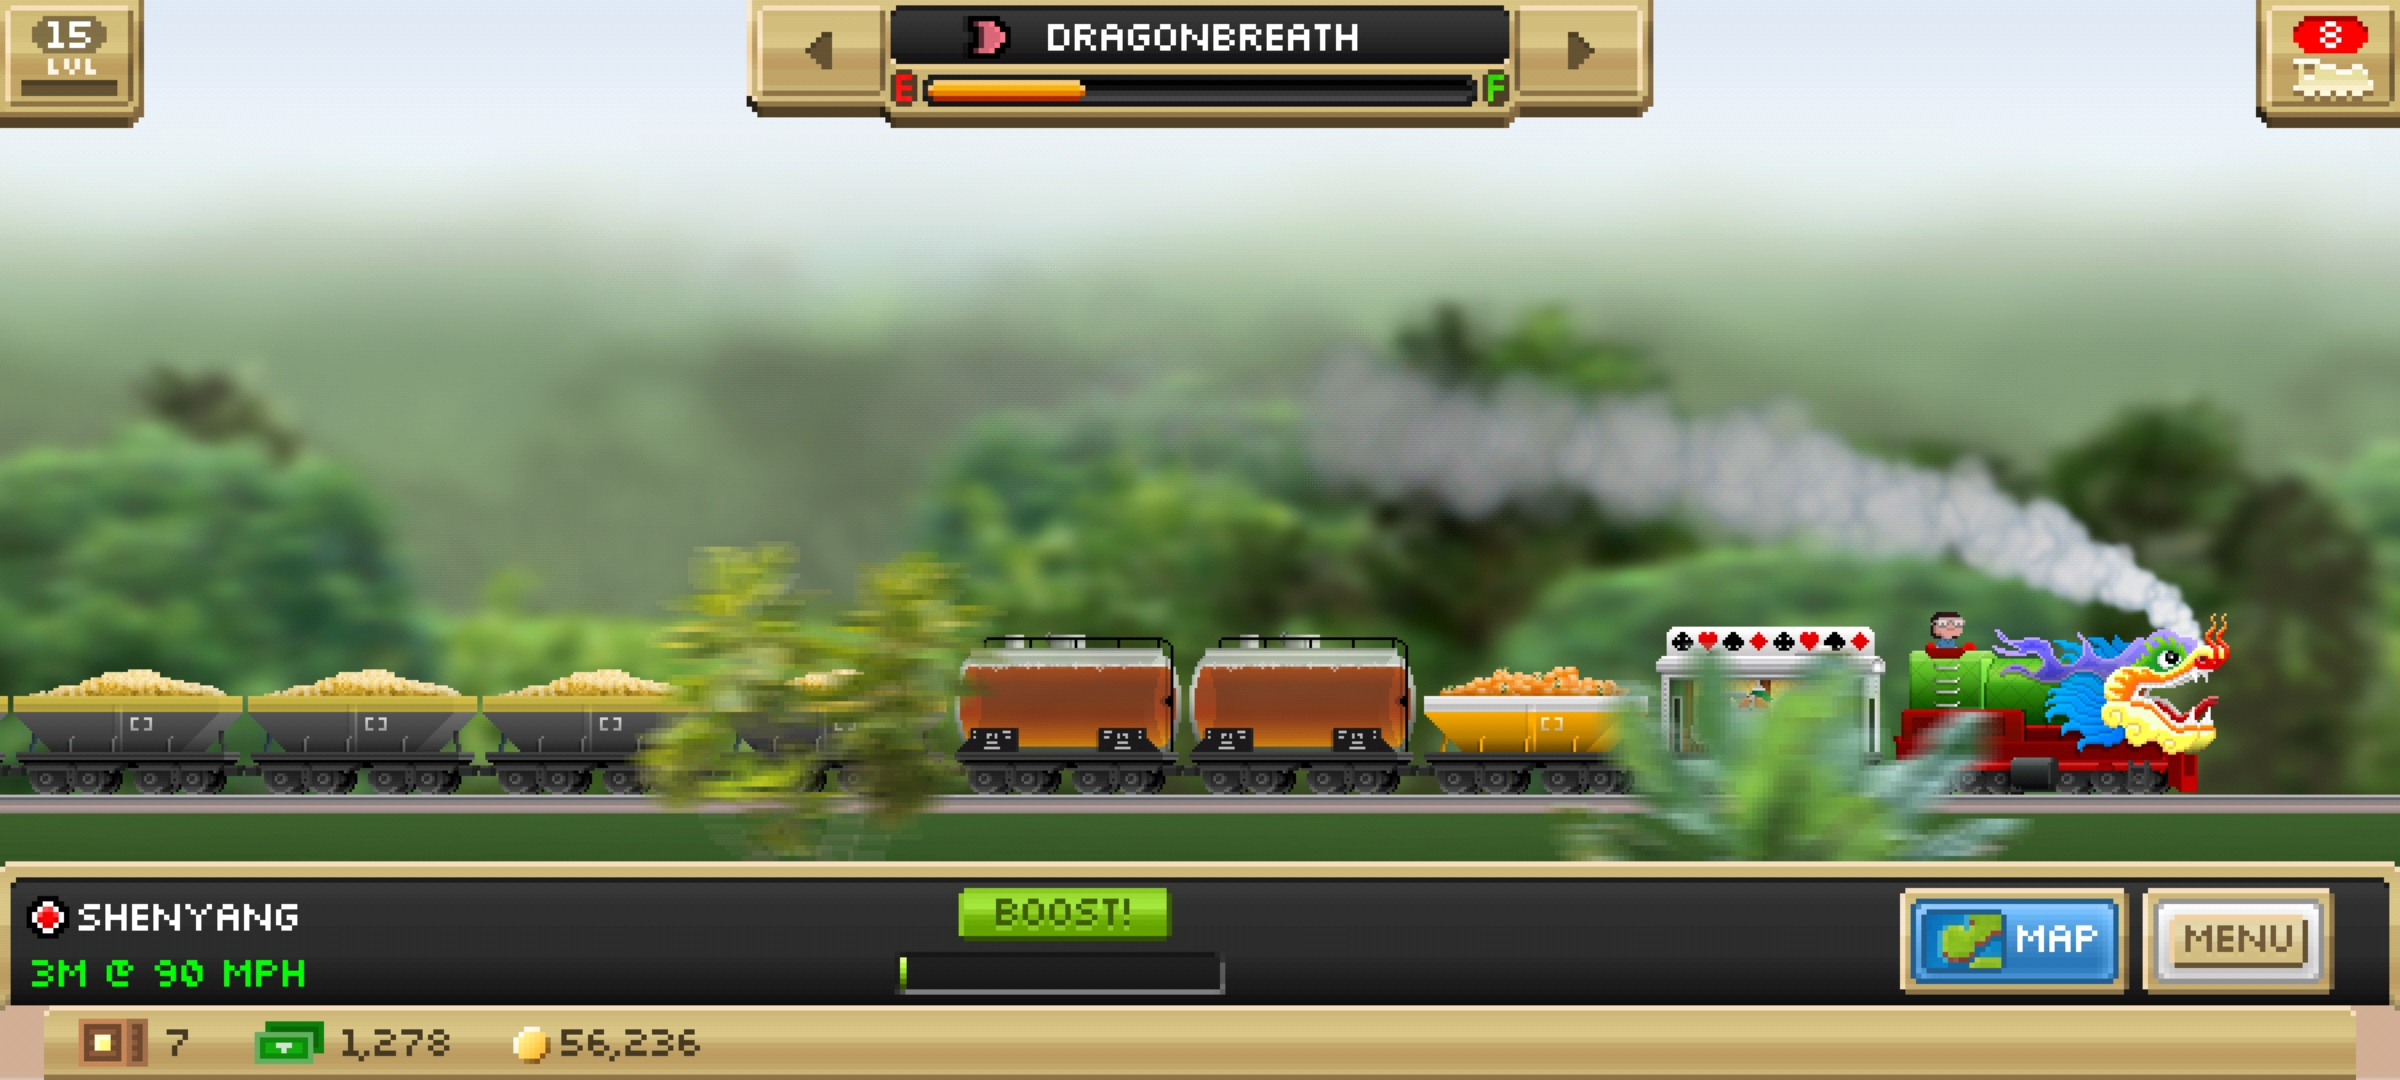 15
LVL
DRAGONBREATH
E F
8
SHENYANG
3M @ 90 MPH
BOOST!
MAP
MENU
7 1,278 56,236